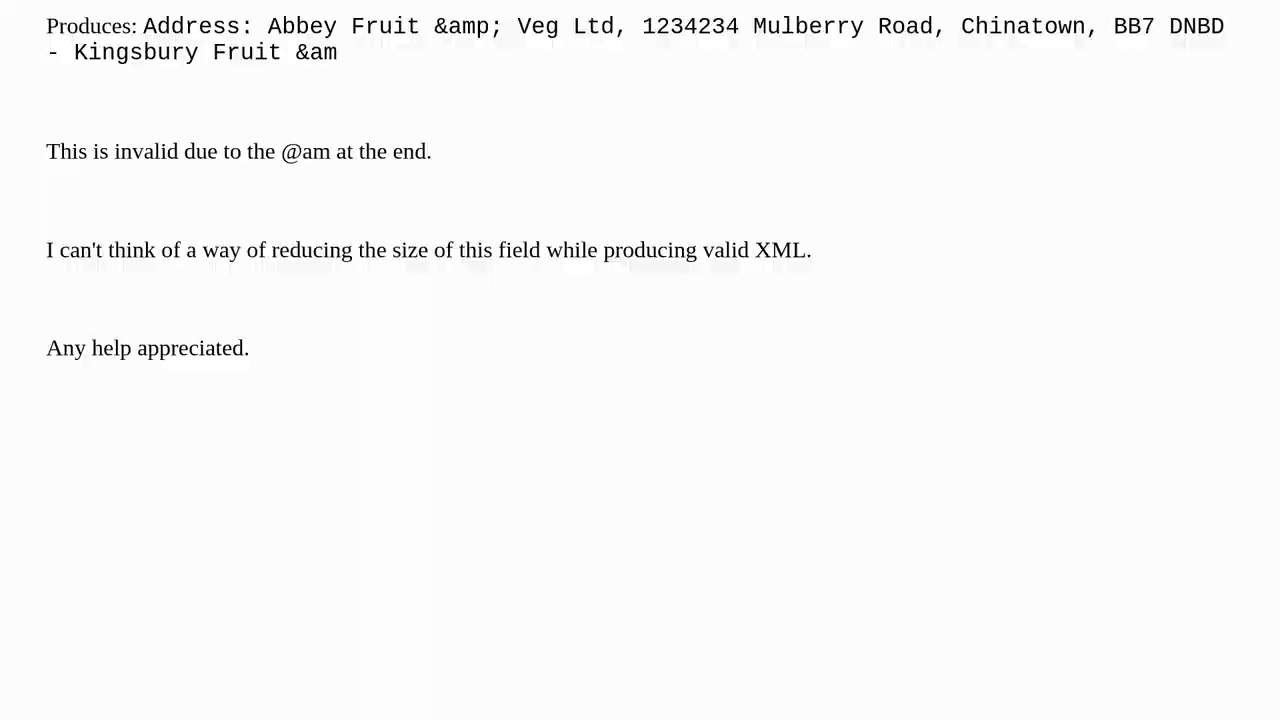 Produces: Address: Abbey Fruit &amp; Veg Ltd, 1234234 Mulberry Road, Chinatown, BB7 DNBD
- Kingsbury Fruit &am
This is invalid due to the @am at the end.
I can't think of a way of reducing the size of this field while producing valid XML.
Any help appreciated.